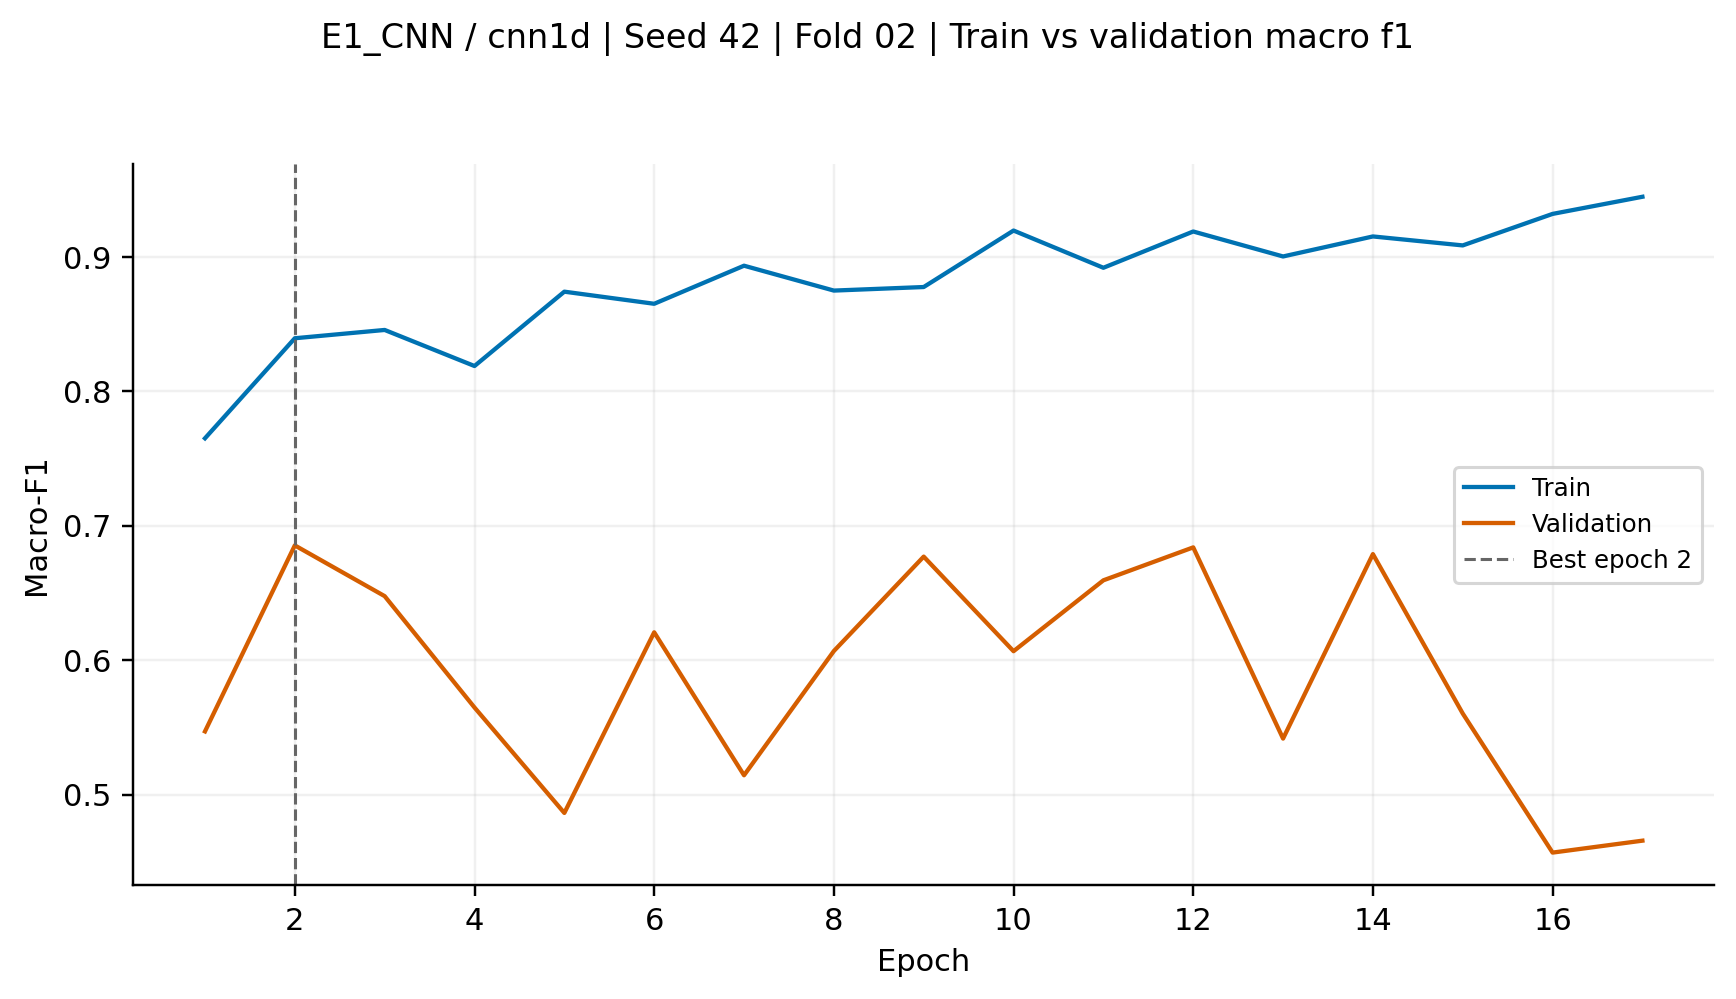 E1_CNN / cnn1d | Seed 42 | Fold 02 | Train vs validation macro f1
Macro-F1
0.9
0.8
0.7
0.6
0.5
Train
Validation
Best epoch 2
2 4 6 8 10 12 14 16
Epoch